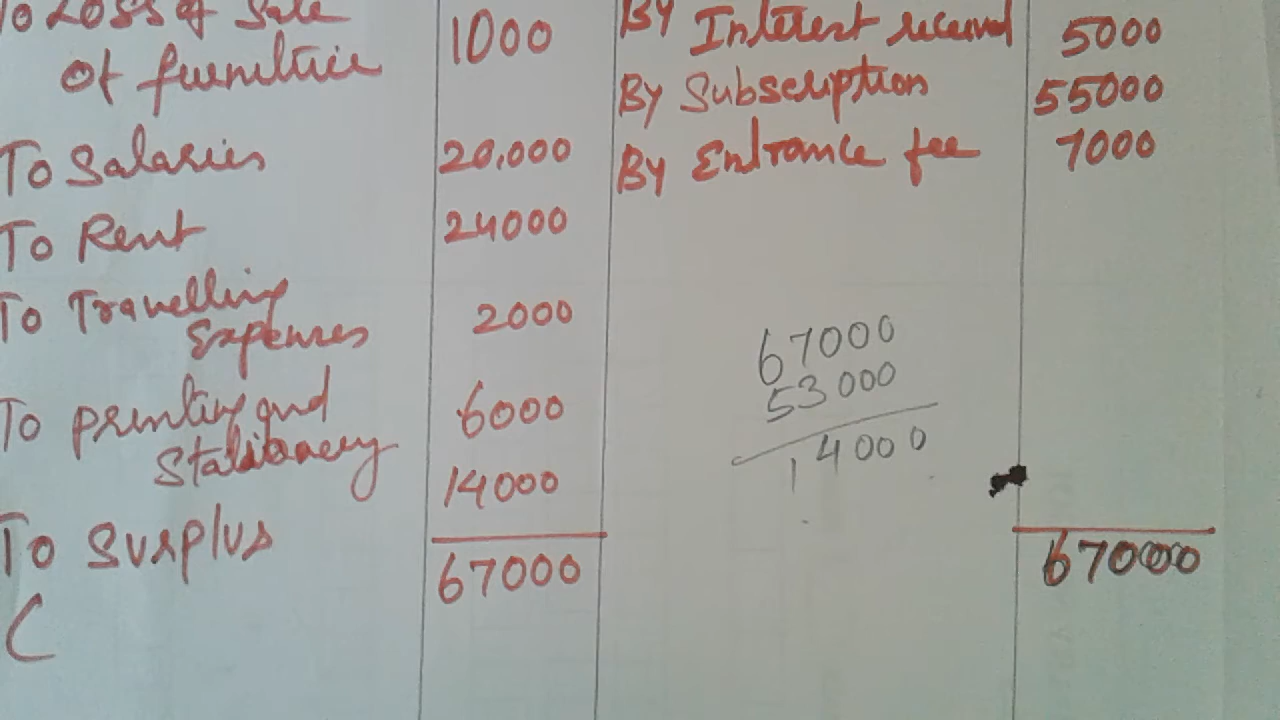 To Loss of Sale 1000 By Interest received 5000
of furniture By Subscription 55000
To Salaries 20,000 By Entrance fee 7000
To Rent 24000
To Travelling
Expenses 2000
67000
To printing and 6000 53000
Stationery 14000
14000
To Surplus
67000 67000
(